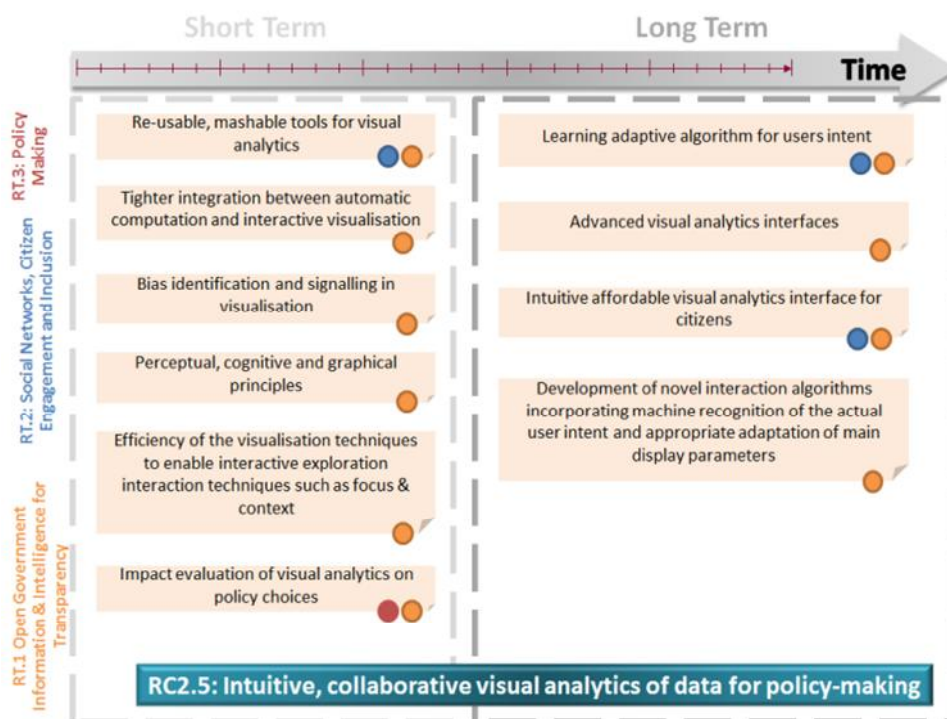 Short Term
Long Term
Time
RT.3: Policy
Making
RT.2: Social Networks, Citizen
Engagement and Inclusion
RT.1 Open Government
Information & Intelligence for
Transparency
Re-usable, mashable tools for visual
analytics
Tighter integration between automatic
computation and interactive visualisation
Bias identification and signalling in
visualisation
Perceptual, cognitive and graphical
principles
Efficiency of the visualisation techniques
to enable interactive exploration
interaction techniques such as focus &
context
Impact evaluation of visual analytics on
policy choices
Learning adaptive algorithm for users intent
Advanced visual analytics interfaces
Intuitive affordable visual analytics interface for
citizens
Development of novel interaction algorithms
incorporating machine recognition of the actual
user intent and appropriate adaptation of main
display parameters
RC2.5: Intuitive, collaborative visual analytics of data for policy-making